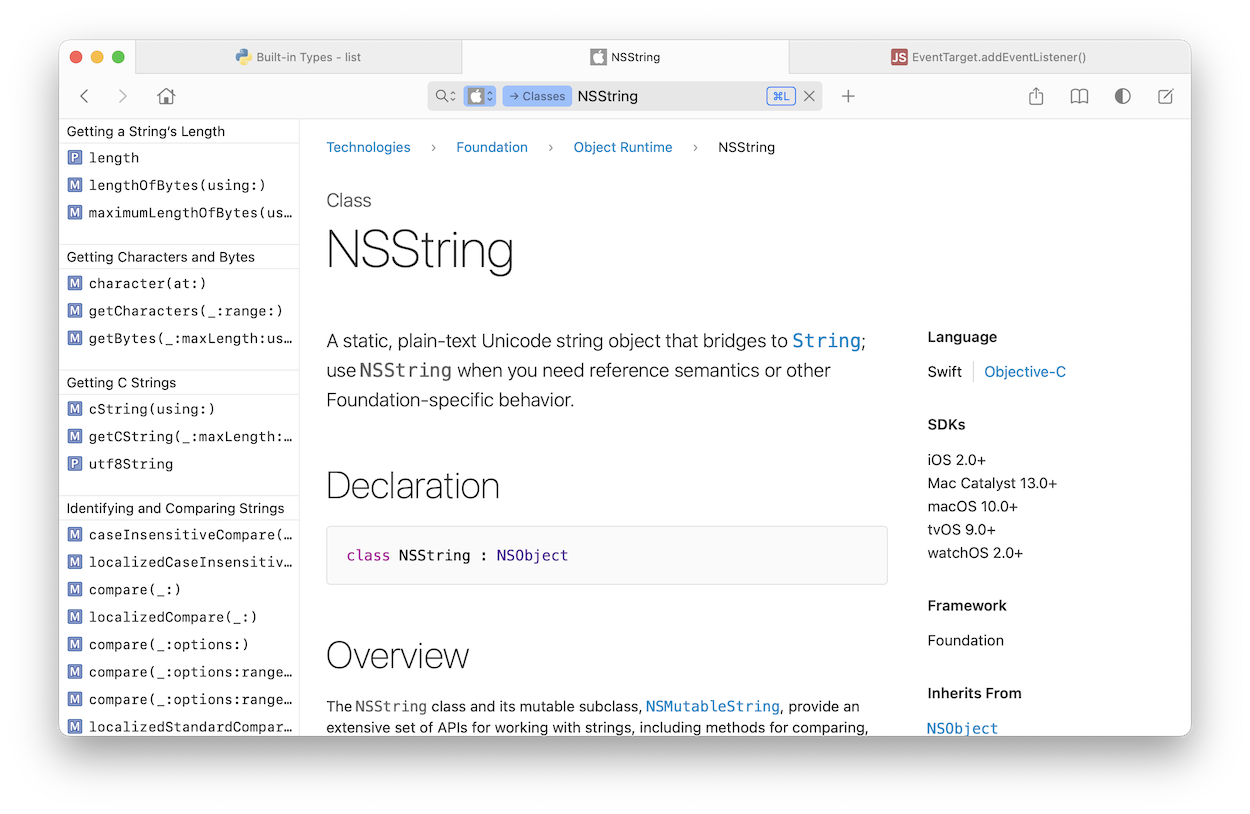 Built-in Types - list
NSString
JS EventTarget.addEventListener()
→ Classes NSString ⌘L
Getting a String's Length
P length
M lengthOfBytes(using:)
M maximumLengthOfBytes(us…
Getting Characters and Bytes
M character(at:)
M getCharacters(_:range:)
M getBytes(_:maxLength:us…
Getting C Strings
M cString(using:)
M getCString(_:maxLength:…
P utf8String
Identifying and Comparing Strings
M caseInsensitiveCompare(…
M localizedCaseInsensitiv…
M compare(_:)
M localizedCompare(_:)
M compare(_:options:)
M compare(_:options:range…
M compare(_:options:range…
M localizedStandardCompar…
Technologies › Foundation › Object Runtime › NSString
Class
NSString
A static, plain-text Unicode string object that bridges to String;
use NSString when you need reference semantics or other
Foundation-specific behavior.
Declaration
class NSString : NSObject
Overview
The NSString class and its mutable subclass, NSMutableString, provide an
extensive set of APIs for working with strings, including methods for comparing,
Language
Swift Objective-C
SDKs
iOS 2.0+
Mac Catalyst 13.0+
macOS 10.0+
tvOS 9.0+
watchOS 2.0+
Framework
Foundation
Inherits From
NSObject